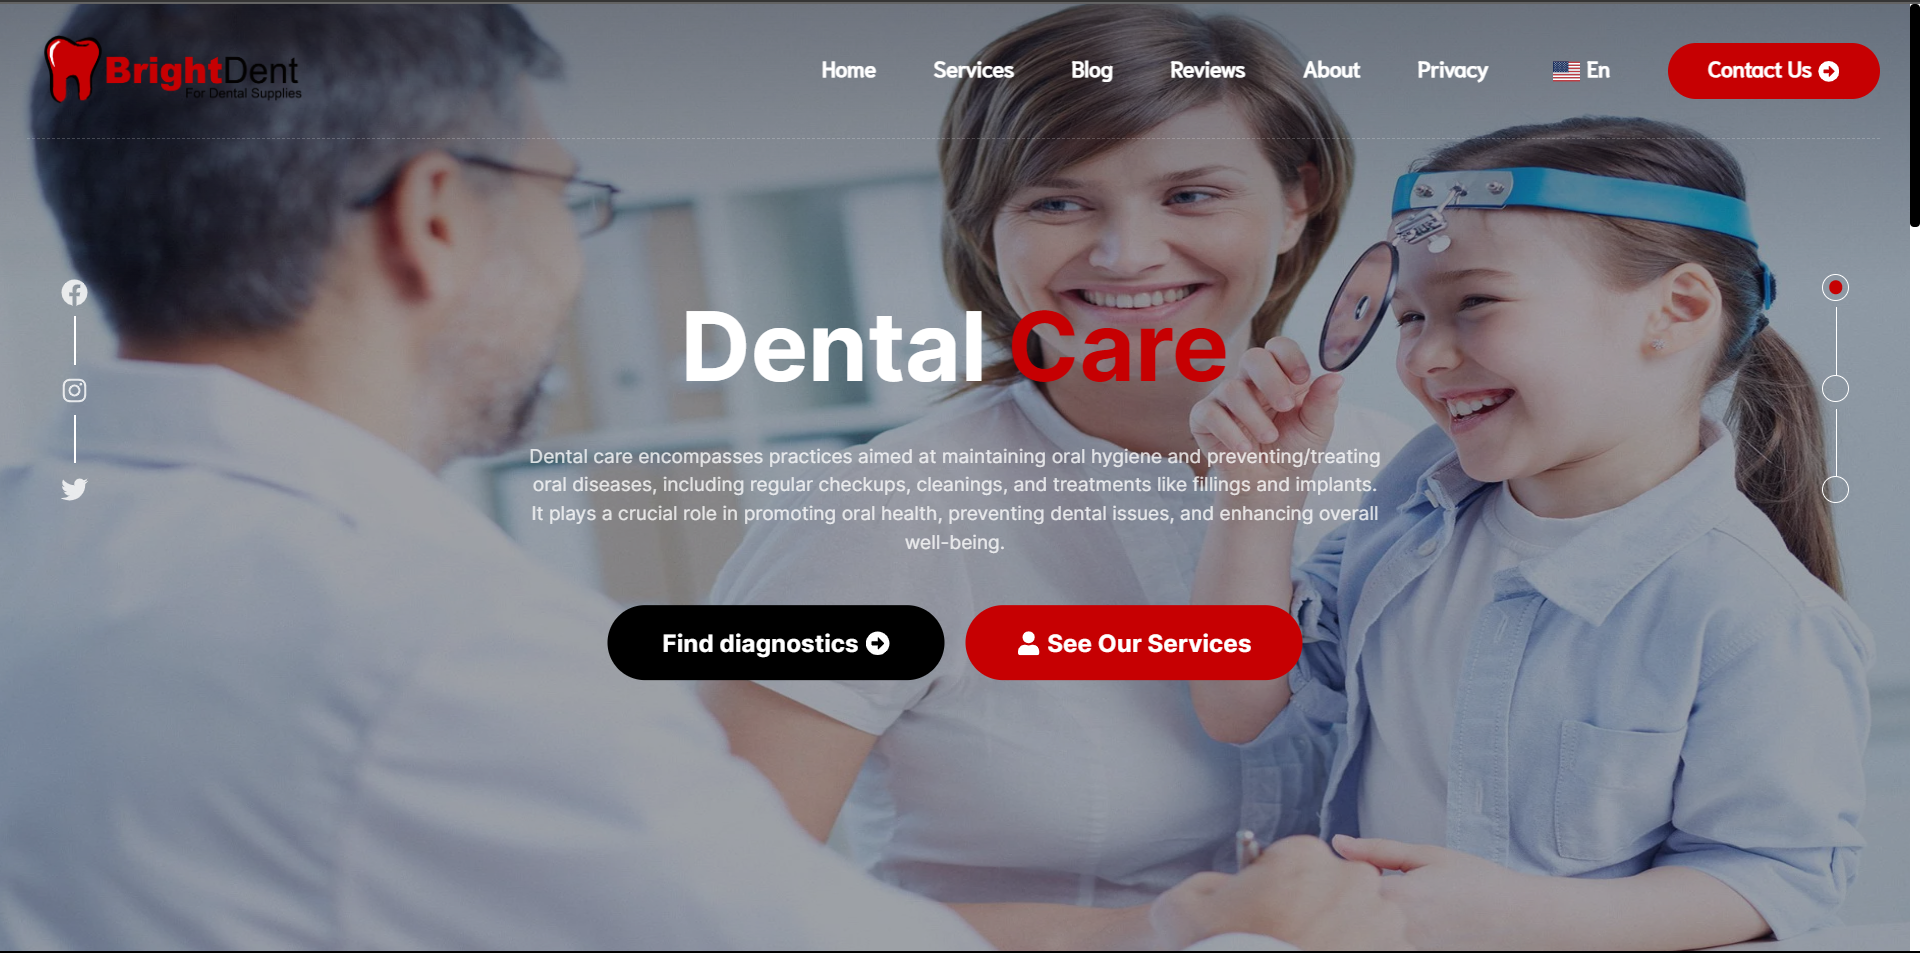 BrightDent
For Dental Supplies
Home Services Blog Reviews About Privacy En Contact Us
Dental Care
Dental care encompasses practices aimed at maintaining oral hygiene and preventing/treating
oral diseases, including regular checkups, cleanings, and treatments like fillings and implants.
It plays a crucial role in promoting oral health, preventing dental issues, and enhancing overall
well-being.
Find diagnostics
See Our Services